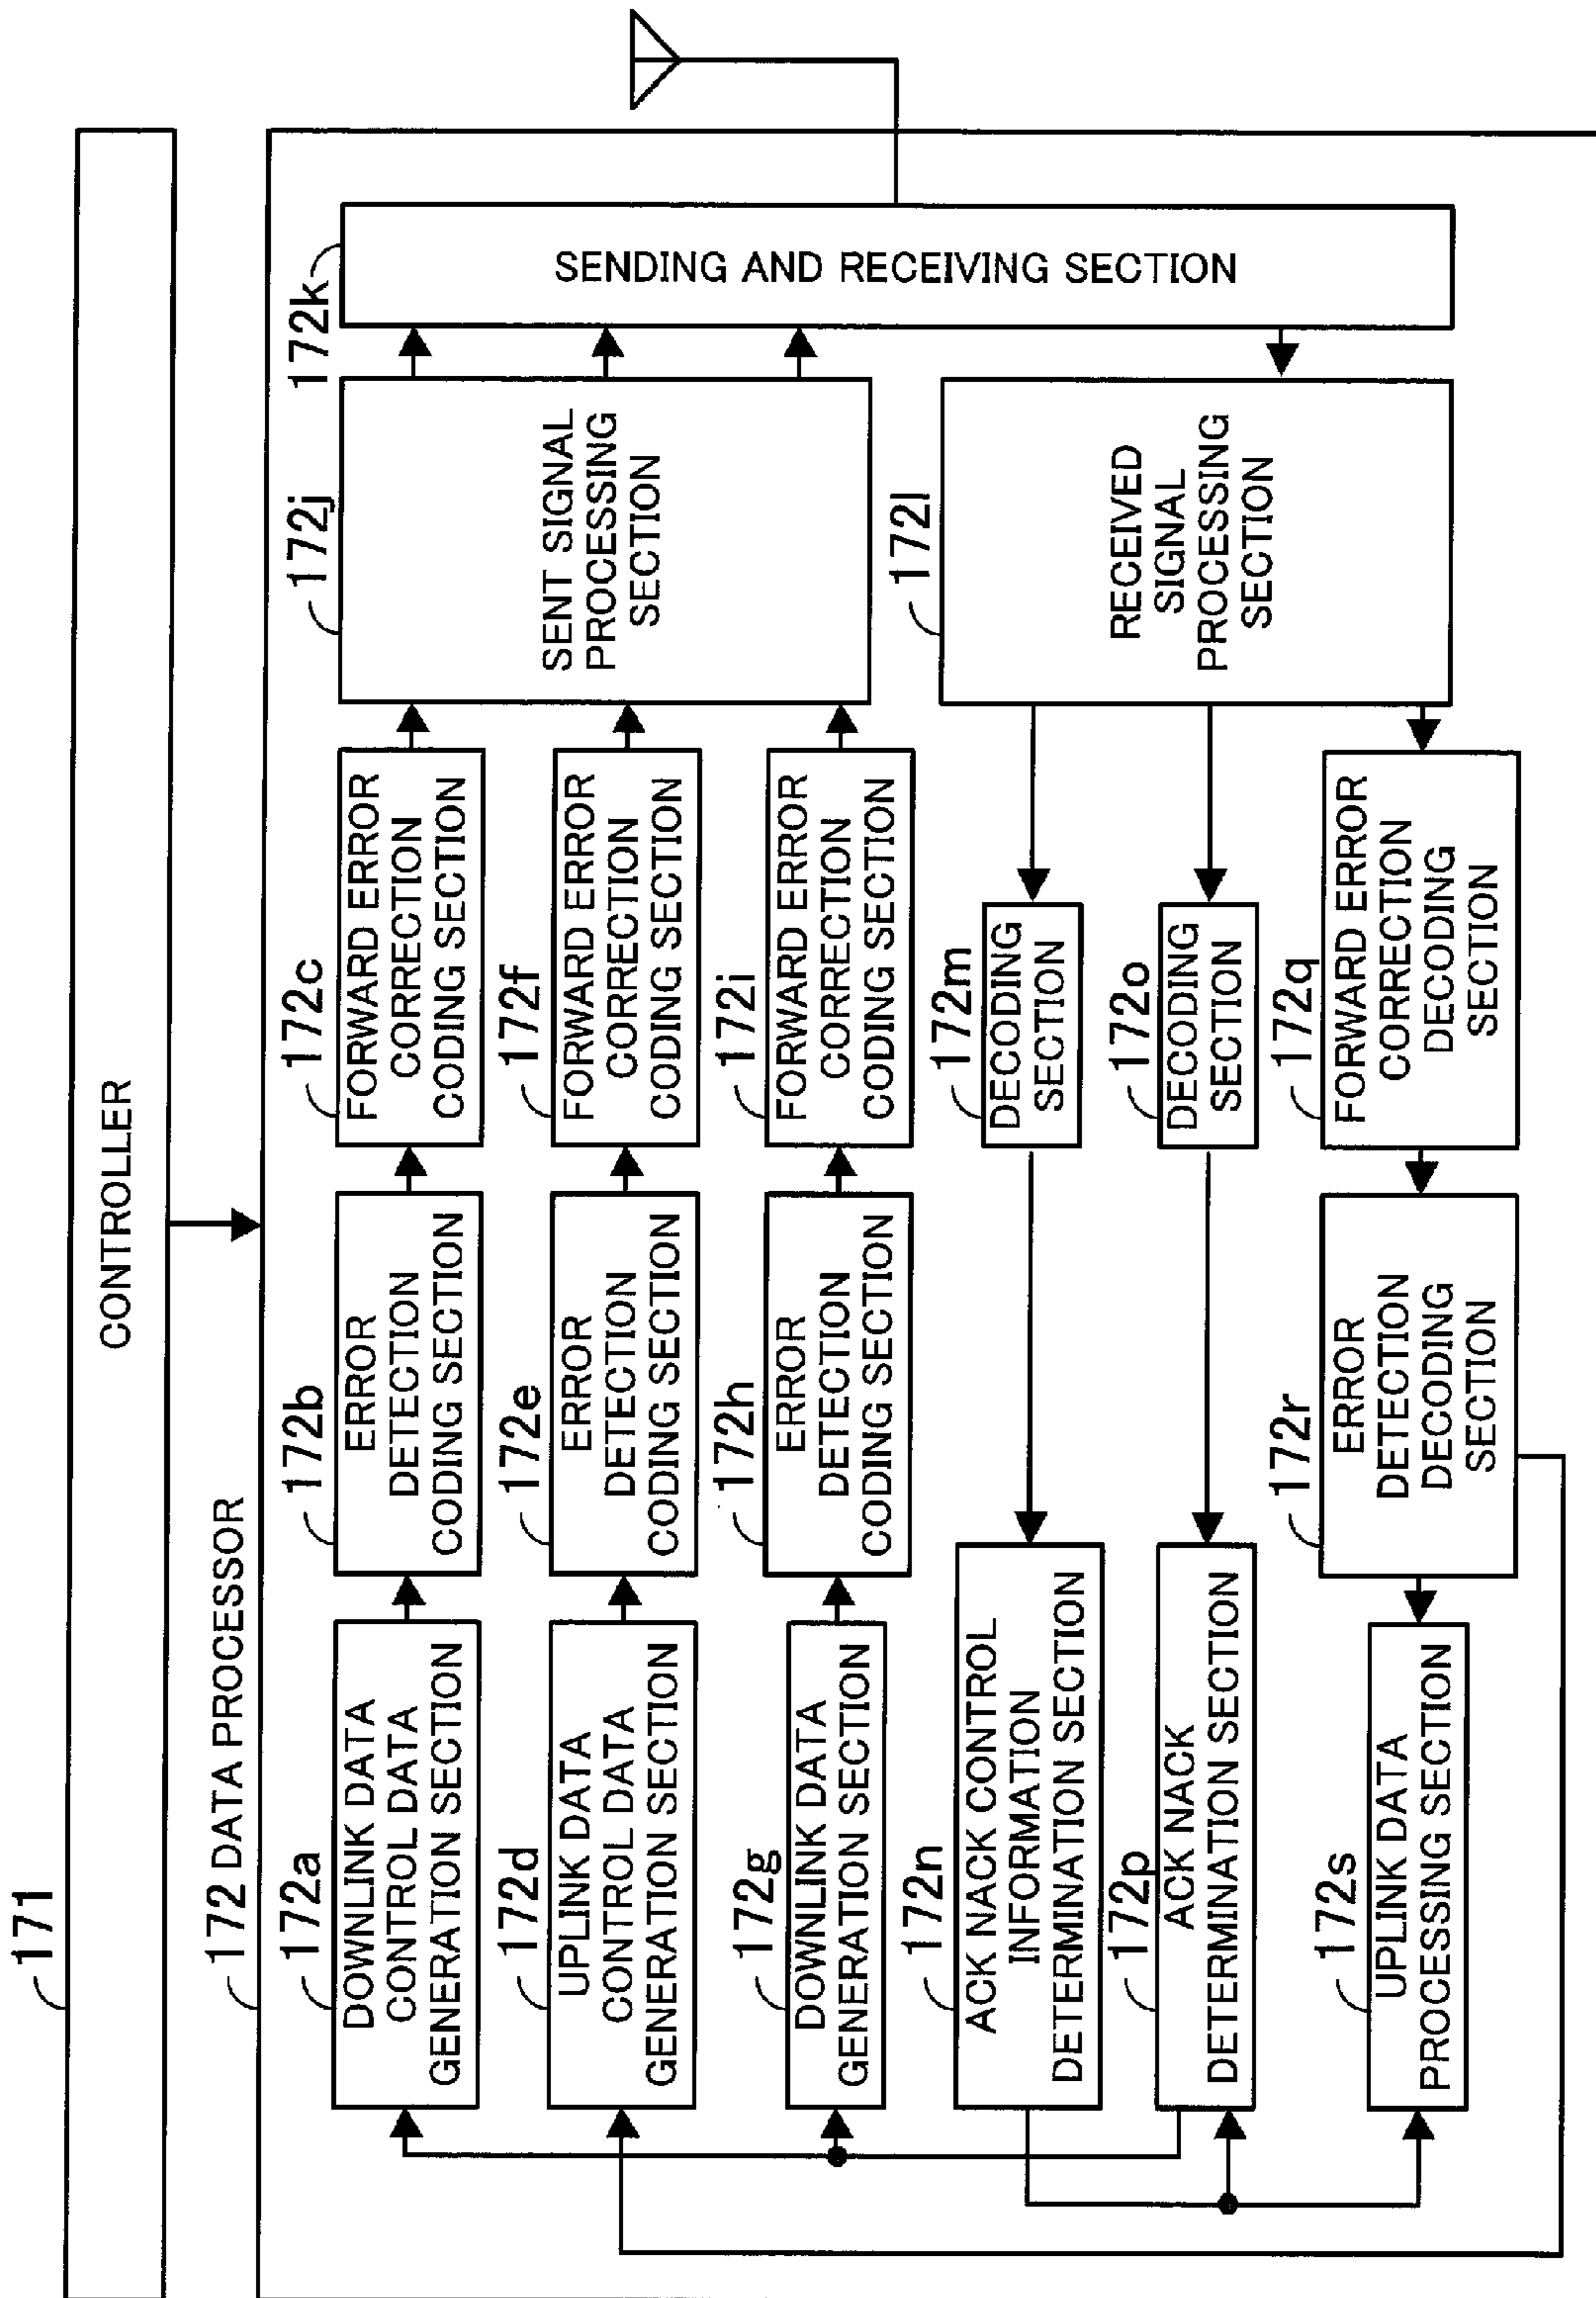 171
CONTROLLER
172 DATA PROCESSOR
172a
DOWNLINK DATA
CONTROL DATA
GENERATION SECTION
172b
ERROR
DETECTION
CODING SECTION
172c
FORWARD ERROR
CORRECTION
CODING SECTION
172d
UPLINK DATA
CONTROL DATA
GENERATION SECTION
172e
ERROR
DETECTION
CODING SECTION
172f
FORWARD ERROR
CORRECTION
CODING SECTION
172g
DOWNLINK DATA
GENERATION SECTION
172h
ERROR
DETECTION
CODING SECTION
172i
FORWARD ERROR
CORRECTION
CODING SECTION
172j
SENT SIGNAL
PROCESSING
SECTION
172k
SENDING AND RECEIVING SECTION
172l
RECEIVED
SIGNAL
PROCESSING
SECTION
172m
DECODING
SECTION
172n
ACK NACK CONTROL
INFORMATION
DETERMINATION SECTION
172o
DECODING
SECTION
172p
ACK NACK
DETERMINATION SECTION
172q
FORWARD ERROR
CORRECTION
DECODING
SECTION
172r
ERROR
DETECTION
DECODING
SECTION
172s
UPLINK DATA
PROCESSING SECTION